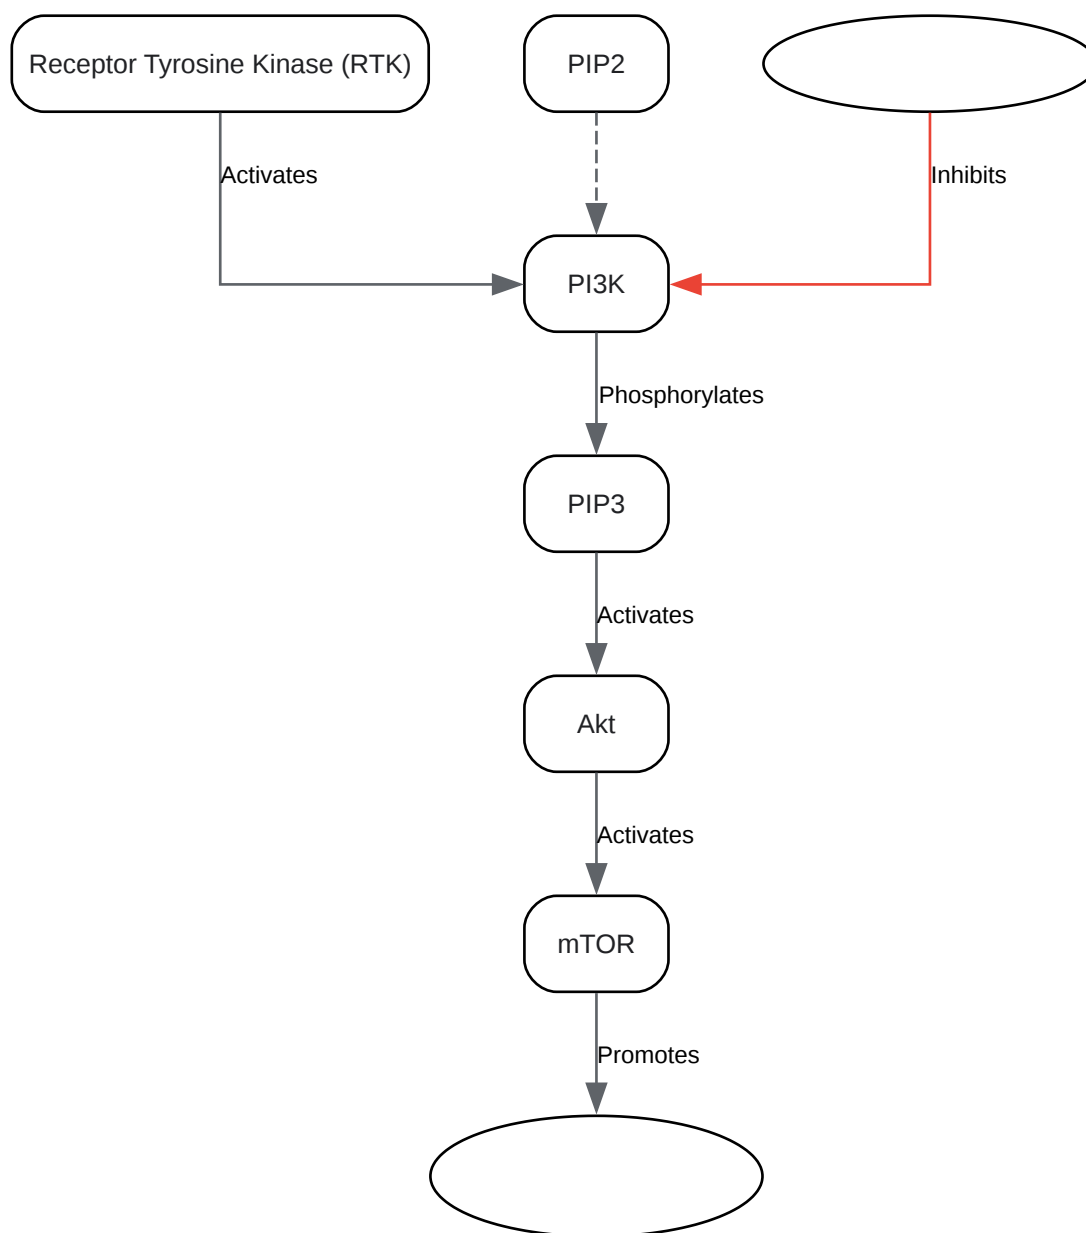 Receptor Tyrosine Kinase (RTK)
PIP2
Activates
Inhibits
PI3K
Phosphorylates
PIP3
Activates
Akt
Activates
mTOR
Promotes